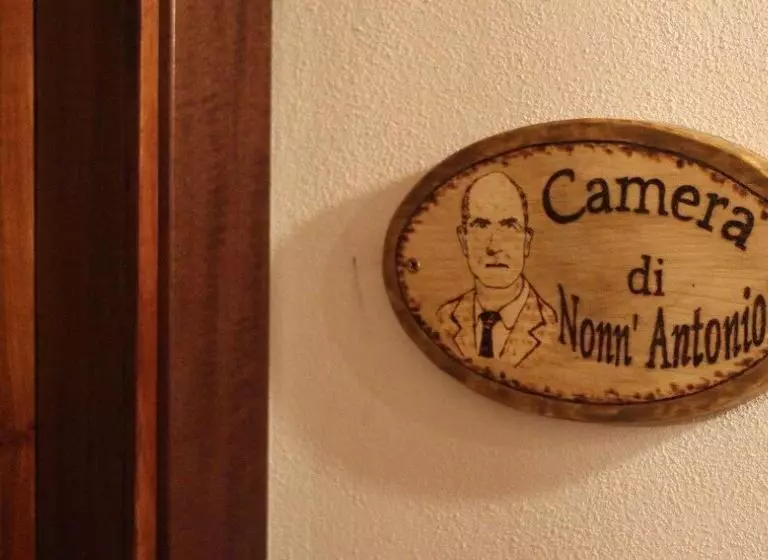 Camera
di
Nonn' Antonio